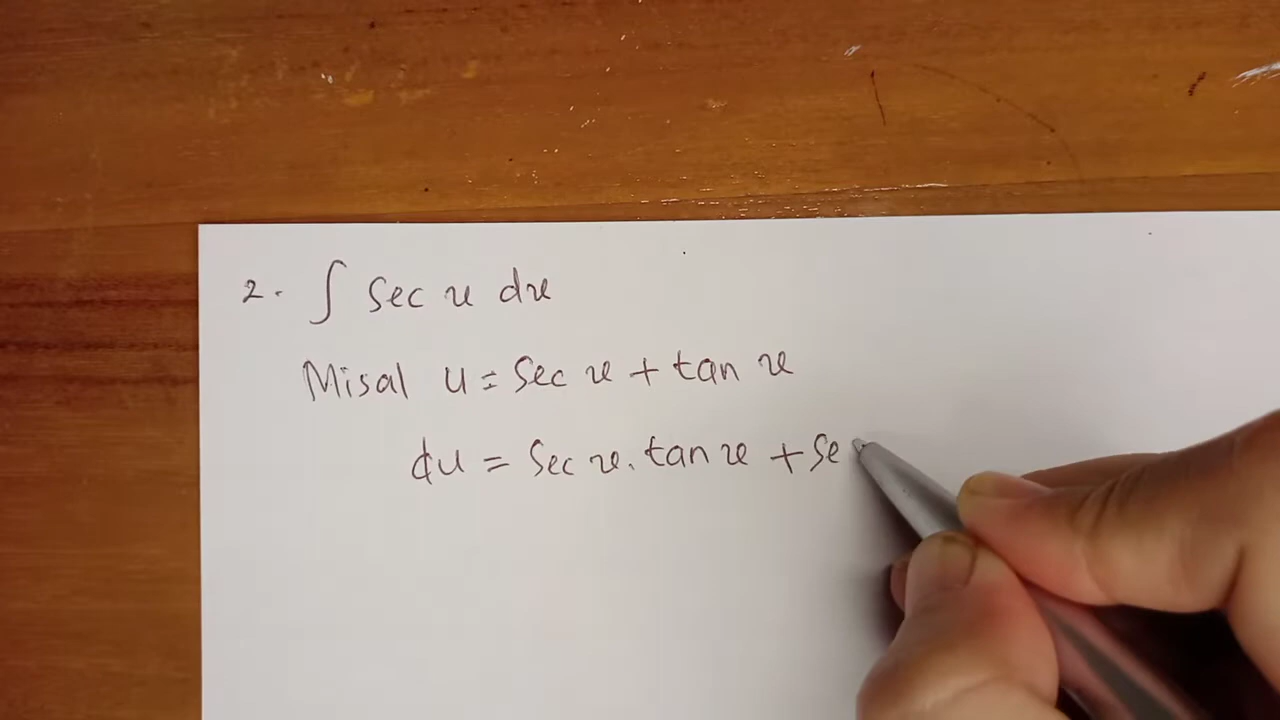 2. ∫ sec x dx
Misal u = sec x + tan x
du = sec x . tan x + se